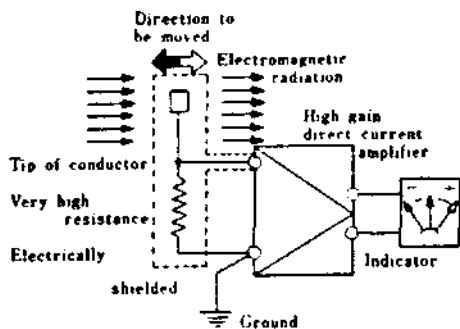 Direction to
be moved
Electromagnetic
radiation
High gain
direct current
amplifier
Tip of conductor
Very high
resistance
Electrically
shielded
Indicator
Ground
− +